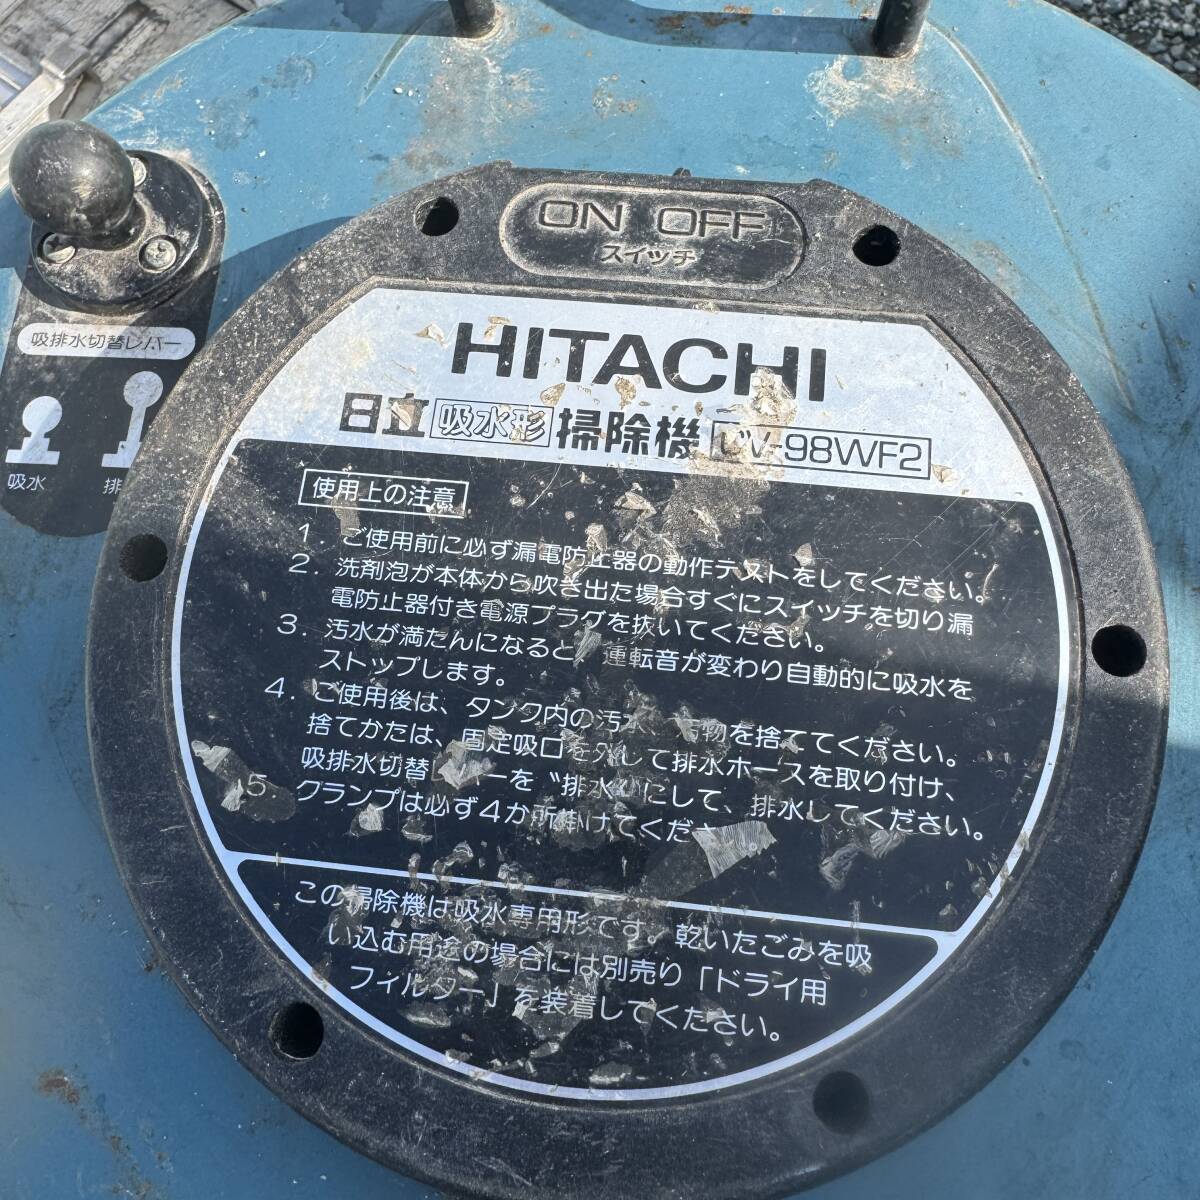 ON OFF
スイッチ
吸排水切替レバー
吸水
排
HITACHI
日立 吸水形 掃除機 CV-98WF2
使用上の注意
1. ご使用前に必ず漏電防止器の動作テストをしてください。
2. 洗剤泡が本体から吹き出た場合すぐにスイッチを切り漏
電防止器付き電源プラグを抜いてください。
3. 汚水が満たんになると、運転音が変わり自動的に吸水を
ストップします。
4. ご使用後は、タンク内の汚水、汚物を捨ててください。
捨てかたは、固定吸口を外して排水ホースを取り付け、
吸排水切替レバーを〝排水〟にして、排水してください。
5 クランプは必ず4か所掛けてくださ
この掃除機は吸水専用形です。乾いたごみを吸
い込む用途の場合には別売り「ドライ用
フィルター」を装着してください。